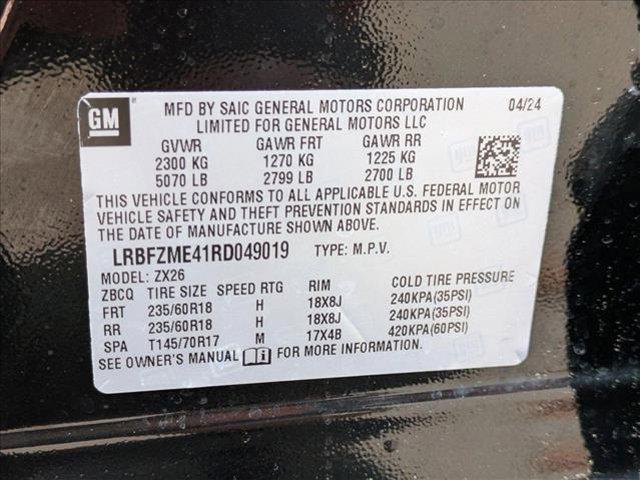 GM
MFD BY SAIC GENERAL MOTORS CORPORATION 04/24
LIMITED FOR GENERAL MOTORS LLC
GVWR GAWR FRT GAWR RR
2300 KG 1270 KG 1225 KG
5070 LB 2799 LB 2700 LB
THIS VEHICLE CONFORMS TO ALL APPLICABLE U.S. FEDERAL MOTOR
VEHICLE SAFETY AND THEFT PREVENTION STANDARDS IN EFFECT ON
THE DATE OF MANUFACTURE SHOWN ABOVE.
LRBFZME41RD049019 TYPE: M.P.V.
MODEL: ZX26
ZBCQ TIRE SIZE SPEED RTG RIM COLD TIRE PRESSURE
FRT 235/60R18 H 18X8J 240KPA(35PSI)
RR 235/60R18 H 18X8J 240KPA(35PSI)
SPA T145/70R17 M 17X4B 420KPA(60PSI)
SEE OWNER'S MANUAL FOR MORE INFORMATION.